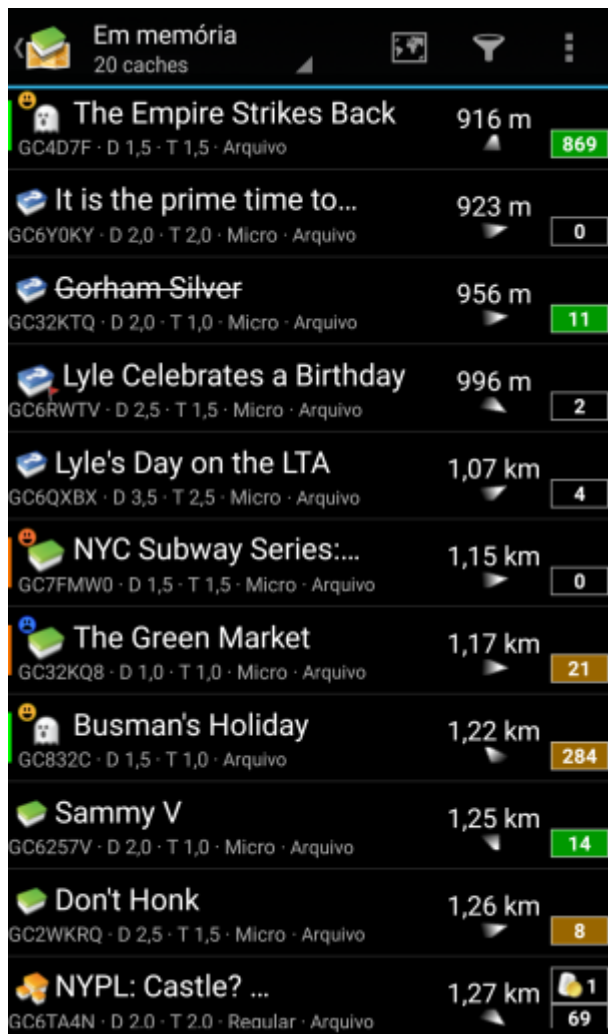 Em memória
20 caches
The Empire Strikes Back
916 m
GC4D7F · D 1,5 · T 1,5 · Arquivo
869
It is the prime time to…
923 m
GC6Y0KY · D 2,0 · T 2,0 · Micro · Arquivo
0
Gorham Silver
956 m
GC32KTQ · D 2,0 · T 1,0 · Micro · Arquivo
11
Lyle Celebrates a Birthday
996 m
GC6RWTV · D 2,5 · T 1,5 · Micro · Arquivo
2
Lyle's Day on the LTA
1,07 km
GC6QXBX · D 3,5 · T 2,5 · Micro · Arquivo
4
NYC Subway Series:…
1,15 km
GC7FMW0 · D 1,5 · T 1,5 · Micro · Arquivo
0
The Green Market
1,17 km
GC32KQ8 · D 1,0 · T 1,0 · Micro · Arquivo
21
Busman's Holiday
1,22 km
GC832C · D 1,5 · T 1,0 · Arquivo
284
Sammy V
1,25 km
GC6257V · D 2,0 · T 1,0 · Micro · Arquivo
14
Don't Honk
1,26 km
GC2WKRQ · D 2,5 · T 1,5 · Micro · Arquivo
8
NYPL: Castle? …
1,27 km
1
GC6TA4N · D 2,0 · T 2,0 · Regular · Arquivo
69